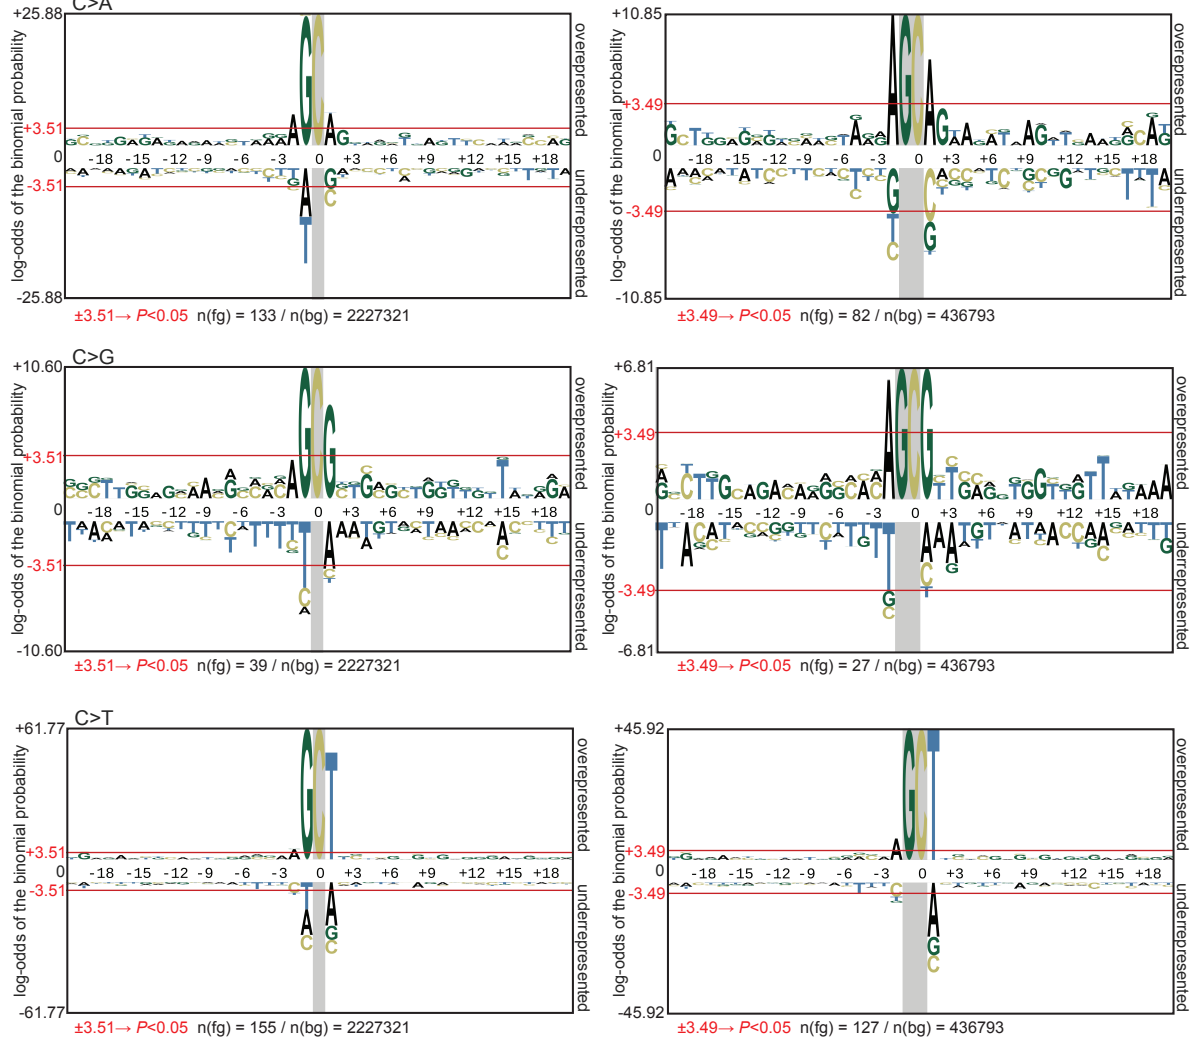 C>A
+25.88
+3.51
0
-3.51
-25.88
log-odds of the binomial probability
overepresented
underrepresented
-18 -15 -12 -9 -6 -3 0 +3 +6 +9 +12 +15 +18
±3.51→ P<0.05 n(fg) = 133 / n(bg) = 2227321
+10.85
+3.49
0
-3.49
-10.85
log-odds of the binomial probability
overepresented
underrepresented
-18 -15 -12 -9 -6 -3 0 +3 +6 +9 +12 +15 +18
±3.49→ P<0.05 n(fg) = 82 / n(bg) = 436793
C>G
+10.60
+3.51
0
-3.51
-10.60
log-odds of the binomial probability
overepresented
underrepresented
-18 -15 -12 -9 -6 -3 0 +3 +6 +9 +12 +15 +18
±3.51→ P<0.05 n(fg) = 39 / n(bg) = 2227321
+6.81
+3.49
0
-3.49
-6.81
log-odds of the binomial probability
overepresented
underrepresented
-18 -15 -12 -9 -6 -3 0 +3 +6 +9 +12 +15 +18
±3.49→ P<0.05 n(fg) = 27 / n(bg) = 436793
C>T
+61.77
+3.51
0
-3.51
-61.77
log-odds of the binomial probability
overepresented
underrepresented
-18 -15 -12 -9 -6 -3 0 +3 +6 +9 +12 +15 +18
±3.51→ P<0.05 n(fg) = 155 / n(bg) = 2227321
+45.92
+3.49
0
-3.49
-45.92
log-odds of the binomial probability
overepresented
underrepresented
-18 -15 -12 -9 -6 -3 0 +3 +6 +9 +12 +15 +18
±3.49→ P<0.05 n(fg) = 127 / n(bg) = 436793